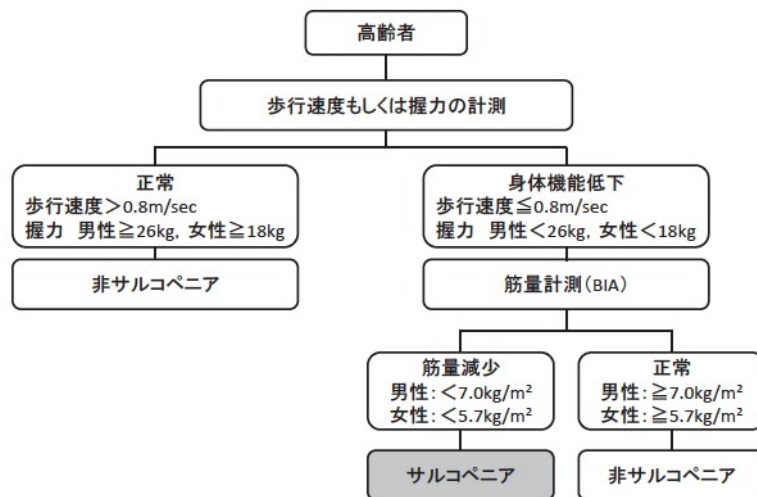 高齢者
歩行速度もしくは握力の計測
正常
歩行速度>0.8m/sec
握力 男性≧26kg, 女性≧18kg
非サルコペニア
身体機能低下
歩行速度≦0.8m/sec
握力 男性<26kg, 女性<18kg
筋量計測(BIA)
筋量減少
男性:<7.0kg/m²
女性:<5.7kg/m²
サルコペニア
正常
男性:≧7.0kg/m²
女性:≧5.7kg/m²
非サルコペニア